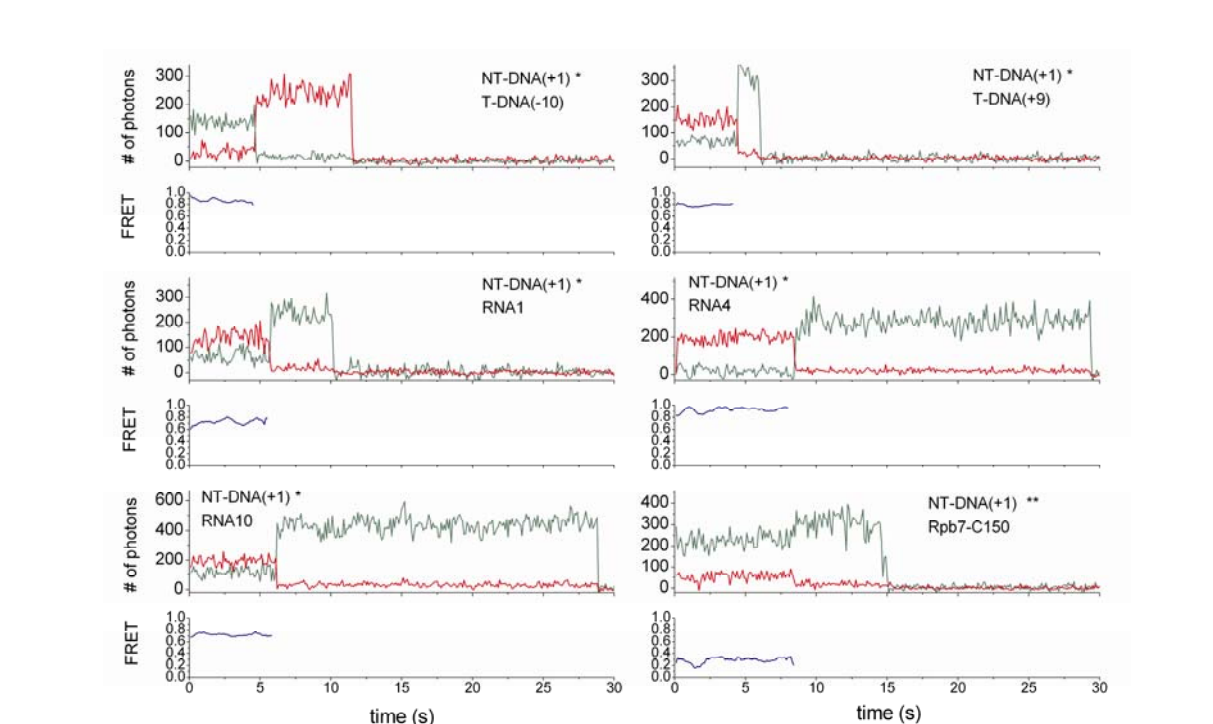 # of photons
300
200
100
0
NT-DNA(+1) *
T-DNA(-10)
300
200
100
0
NT-DNA(+1) *
T-DNA(+9)
FRET
1.0
0.8
0.6
0.4
0.2
0.0
1.0
0.8
0.6
0.4
0.2
0.0
# of photons
300
200
100
0
NT-DNA(+1) *
RNA1
400
200
0
NT-DNA(+1) *
RNA4
FRET
1.0
0.8
0.6
0.4
0.2
0.0
1.0
0.8
0.6
0.4
0.2
0.0
# of photons
600
400
200
0
NT-DNA(+1) *
RNA10
400
300
200
100
0
NT-DNA(+1) **
Rpb7-C150
FRET
1.0
0.8
0.6
0.4
0.2
0.0
0 5 10 15 20 25 30
time (s)
1.0
0.8
0.6
0.4
0.2
0.0
0 5 10 15 20 25 30
time (s)